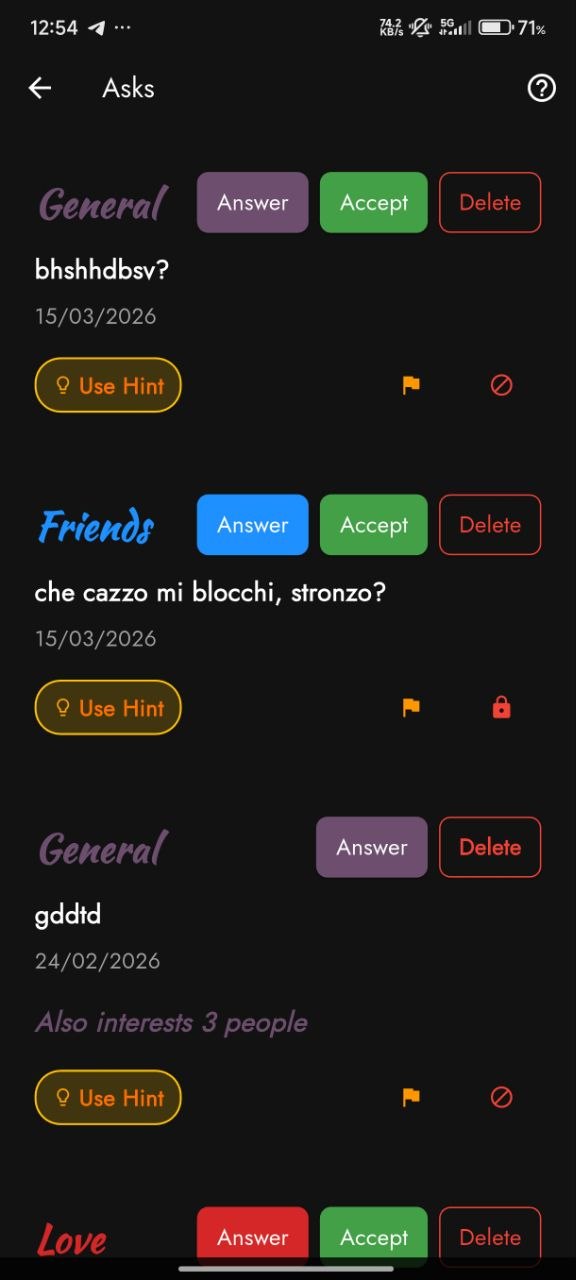 12:54 ... 74.2 KB/s 5G 71%
Asks
General Answer Accept Delete
bhshhdbsv?
15/03/2026
Use Hint
Friends Answer Accept Delete
che cazzo mi blocchi, stronzo?
15/03/2026
Use Hint
General Answer Delete
gddtd
24/02/2026
Also interests 3 people
Use Hint
Love Answer Accept Delete